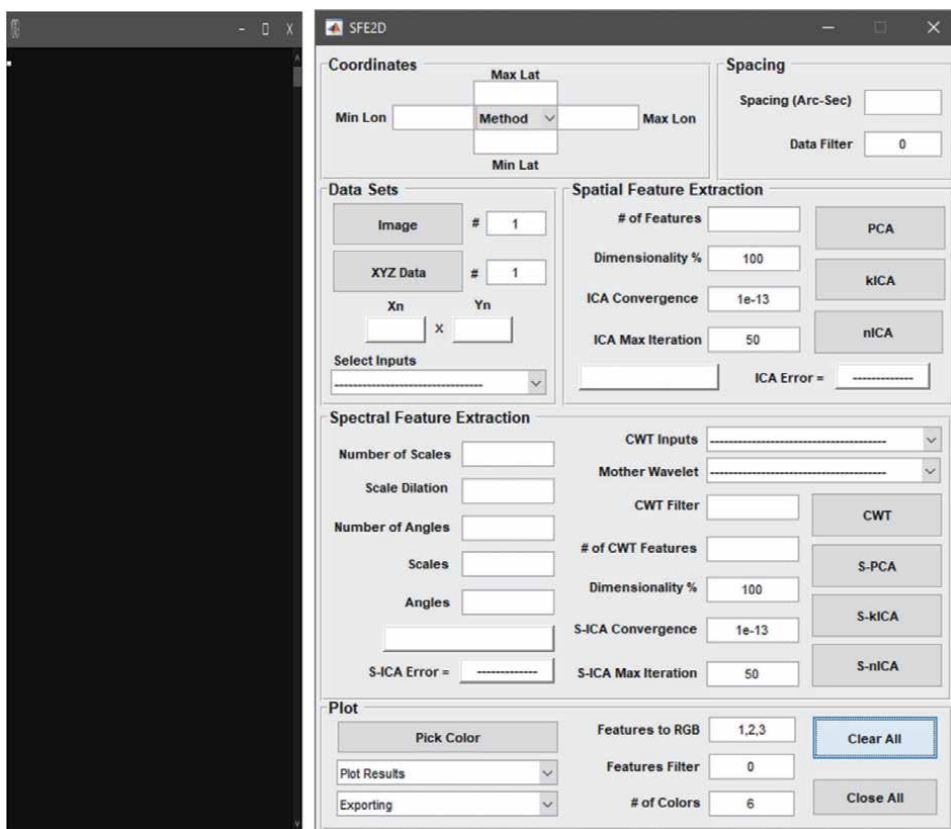 SFE2D
Coordinates
Max Lat
Min Lon
Method
Max Lon
Min Lat
Spacing
Spacing (Arc-Sec)
Data Filter
0
Data Sets
Image
#
1
XYZ Data
#
1
Xn
Yn
X
Select Inputs
---------------------------------
Spatial Feature Extraction
# of Features
PCA
Dimensionality %
100
kICA
ICA Convergence
1e-13
ICA Max Iteration
50
nICA
ICA Error =
-------------
Spectral Feature Extraction
Number of Scales
Scale Dilation
Number of Angles
Scales
Angles
S-ICA Error =
-------------
CWT Inputs
---------------------------------------
Mother Wavelet
---------------------------------------
CWT Filter
CWT
# of CWT Features
S-PCA
Dimensionality %
100
S-kICA
S-ICA Convergence
1e-13
S-ICA Max Iteration
50
S-nICA
Plot
Pick Color
Plot Results
Exporting
Features to RGB
1,2,3
Clear All
Features Filter
0
# of Colors
6
Close All